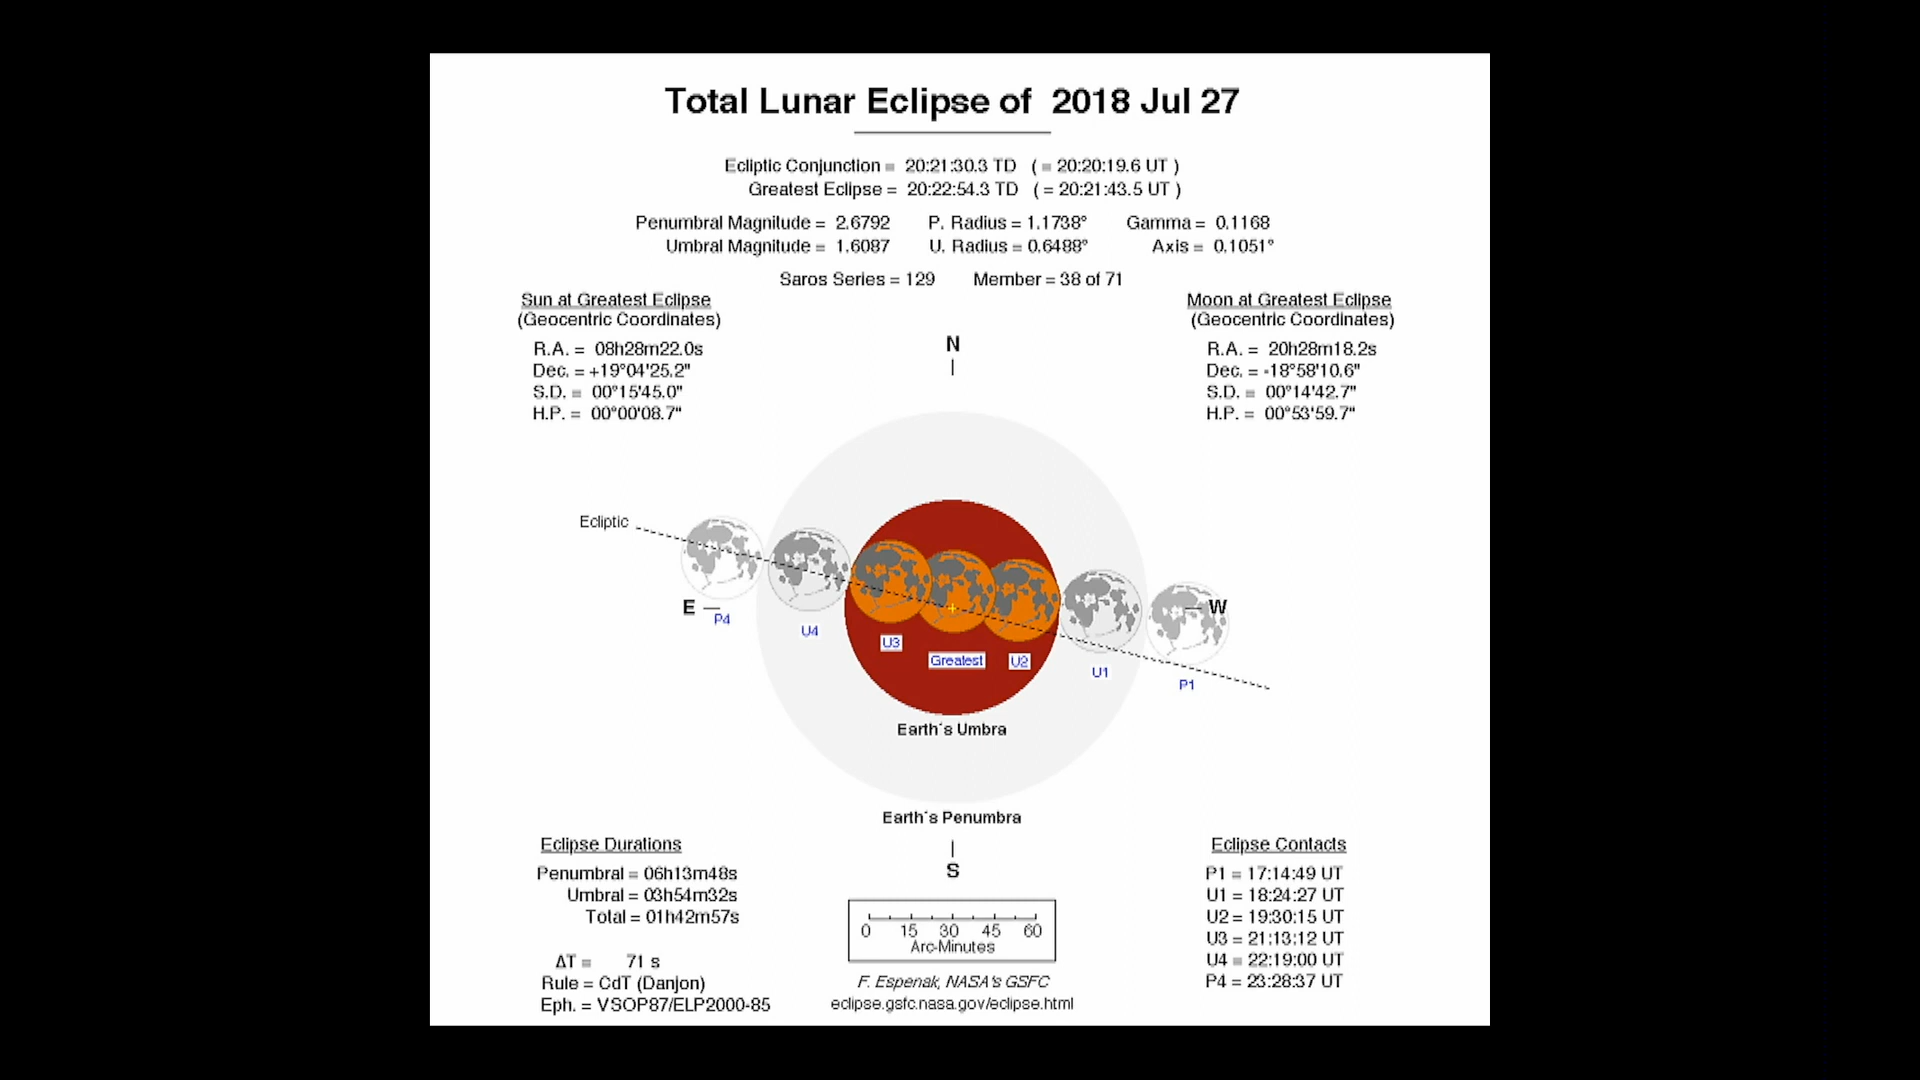 Total Lunar Eclipse of 2018 Jul 27
Ecliptic Conjunction = 20:21:30.3 TD ( = 20:20:19.6 UT )
Greatest Eclipse = 20:22:54.3 TD ( = 20:21:43.5 UT )
Penumbral Magnitude = 2.6792 P. Radius = 1.1738° Gamma = 0.1168
Umbral Magnitude = 1.6087 U. Radius = 0.6488° Axis = 0.1051°
Saros Series = 129 Member = 38 of 71
Sun at Greatest Eclipse
(Geocentric Coordinates)
R.A. = 08h28m22.0s
Dec. = +19°04'25.2"
S.D. = 00°15'45.0"
H.P. = 00°00'08.7"
Moon at Greatest Eclipse
(Geocentric Coordinates)
R.A. = 20h28m18.2s
Dec. = -18°58'10.6"
S.D. = 00°14'42.7"
H.P. = 00°53'59.7"
N
Ecliptic
E
W
P4
U4
U3
Greatest
U2
U1
P1
Earth's Umbra
Earth's Penumbra
S
Eclipse Durations
Penumbral = 06h13m48s
Umbral = 03h54m32s
Total = 01h42m57s
ΔT = 71 s
Rule = CdT (Danjon)
Eph. = VSOP87/ELP2000-85
0 15 30 45 60
Arc-Minutes
F. Espenak, NASA's GSFC
eclipse.gsfc.nasa.gov/eclipse.html
Eclipse Contacts
P1 = 17:14:49 UT
U1 = 18:24:27 UT
U2 = 19:30:15 UT
U3 = 21:13:12 UT
U4 = 22:19:00 UT
P4 = 23:28:37 UT